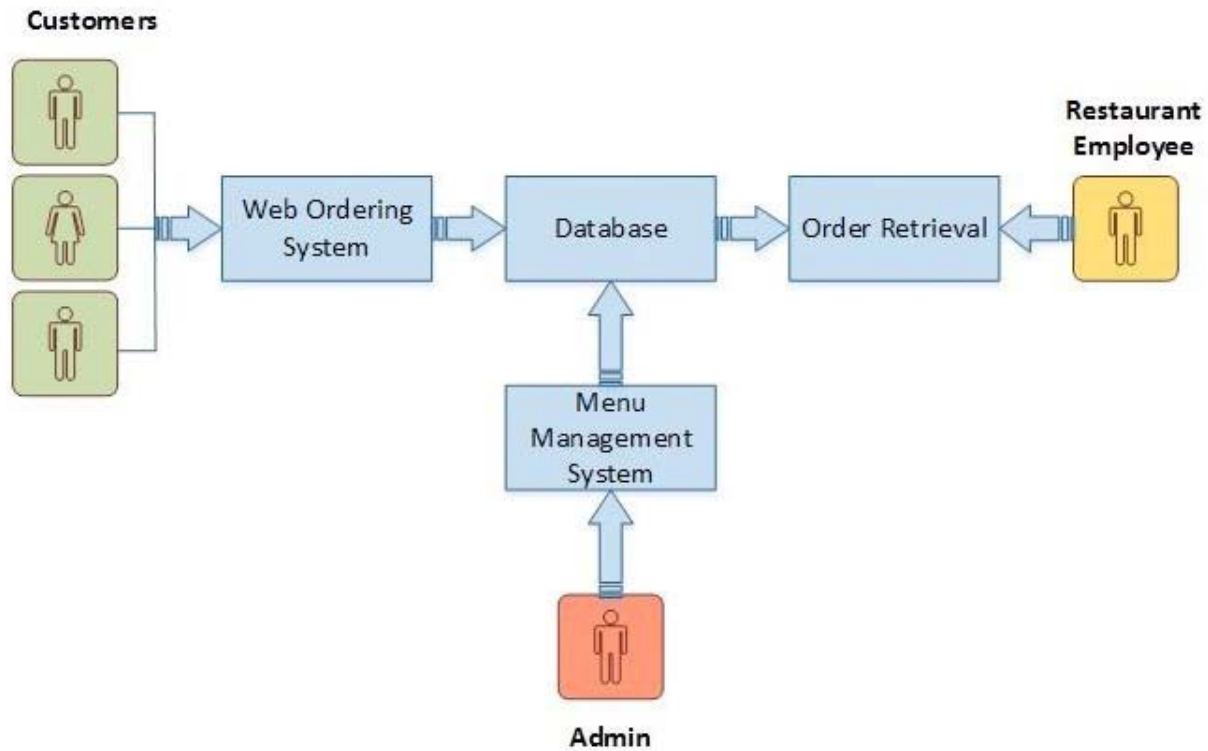 Customers
Restaurant
Employee
Web Ordering
System
Database
Order Retrieval
Menu
Management
System
Admin